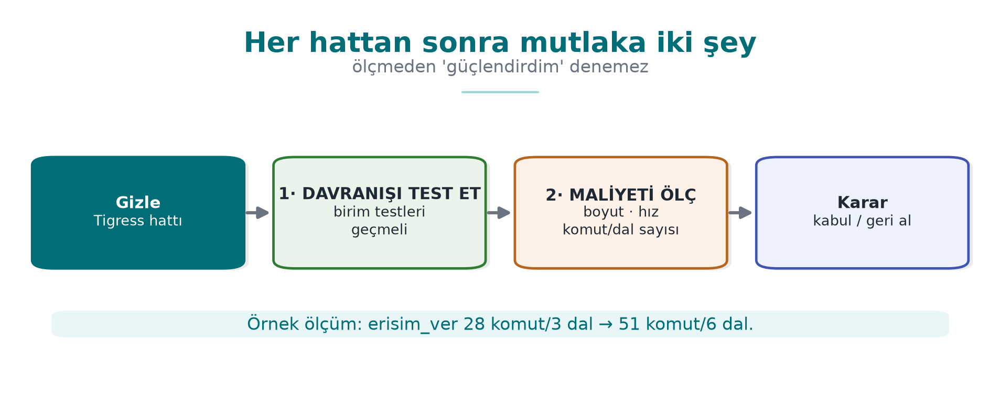 Her hattan sonra mutlaka iki şey
ölçmeden 'güçlendirdim' denemez
Gizle
Tigress hattı
1· DAVRANIŞI TEST ET
birim testleri
geçmeli
2· MALİYETİ ÖLÇ
boyut · hız
komut/dal sayısı
Karar
kabul / geri al
Örnek ölçüm: erisim_ver 28 komut/3 dal → 51 komut/6 dal.